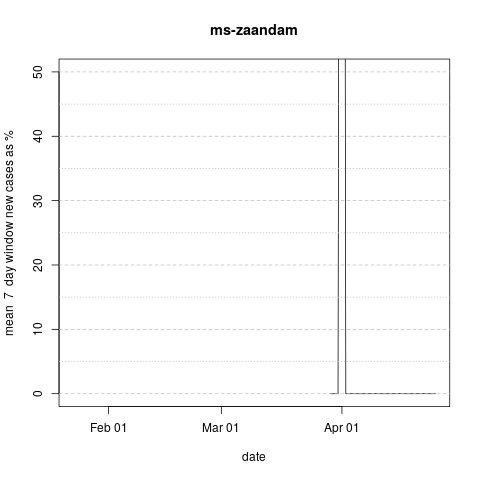 ms-zaandam
mean 7 day window new cases as %
50
40
30
20
10
0
Feb 01
Mar 01
Apr 01
date